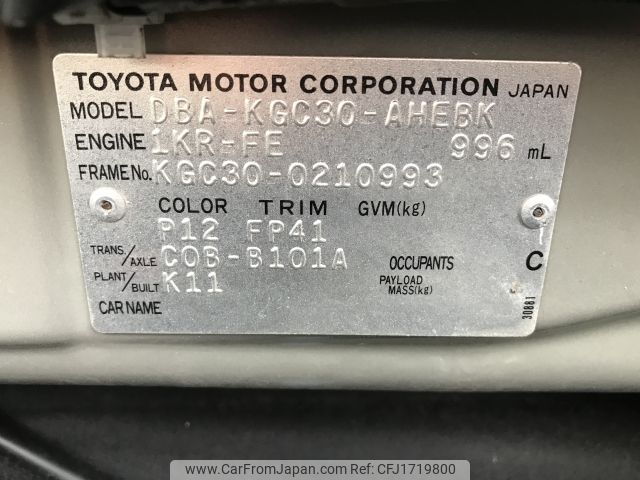 TOYOTA MOTOR CORPORATION JAPAN
MODEL DBA-KGC30-AHEBK
ENGINE 1KR-FE 996 mL
FRAME No. KGC30-0210993
COLOR TRIM GVM(kg)
P12 FP41
TRANS./AXLE C0B-B101A OCCUPANTS C
PLANT/BUILT K11 PAYLOAD MASS(kg)
CAR NAME
30881
www.CarFromJapan.com - Photo ID: CFJ1719800